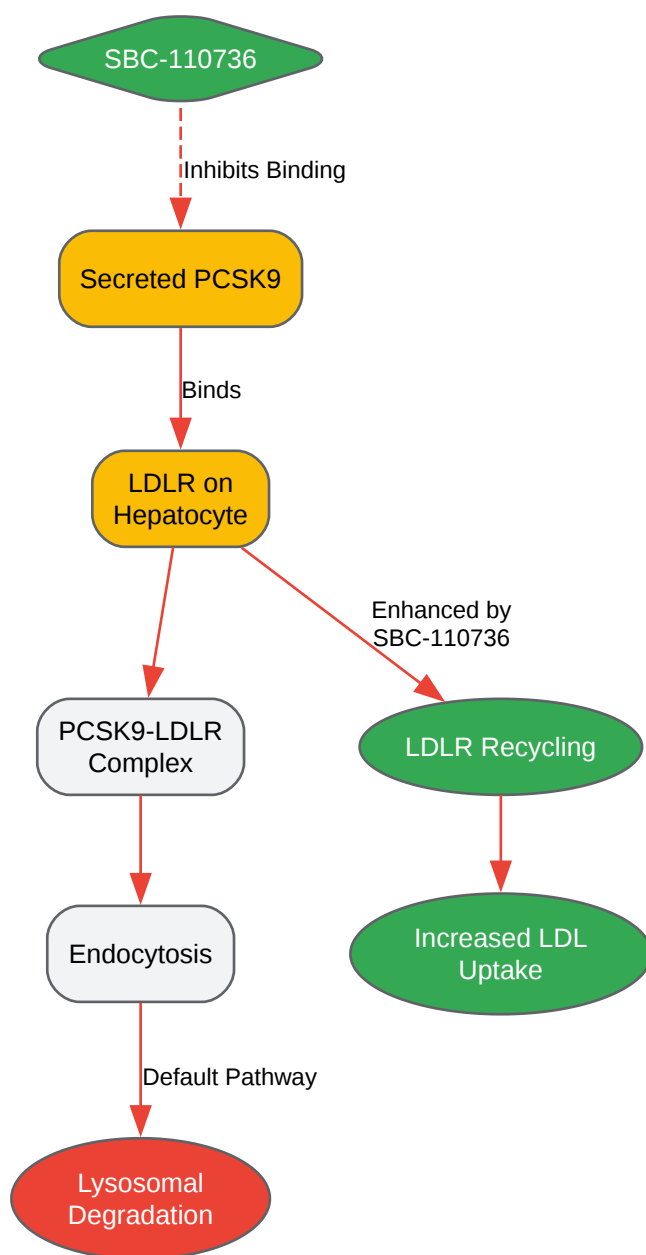 SBC-110736
Inhibits Binding
Secreted PCSK9
Binds
LDLR on
Hepatocyte
Enhanced by
SBC-110736
PCSK9-LDLR
Complex
LDLR Recycling
Endocytosis
Increased LDL
Uptake
Default Pathway
Lysosomal
Degradation